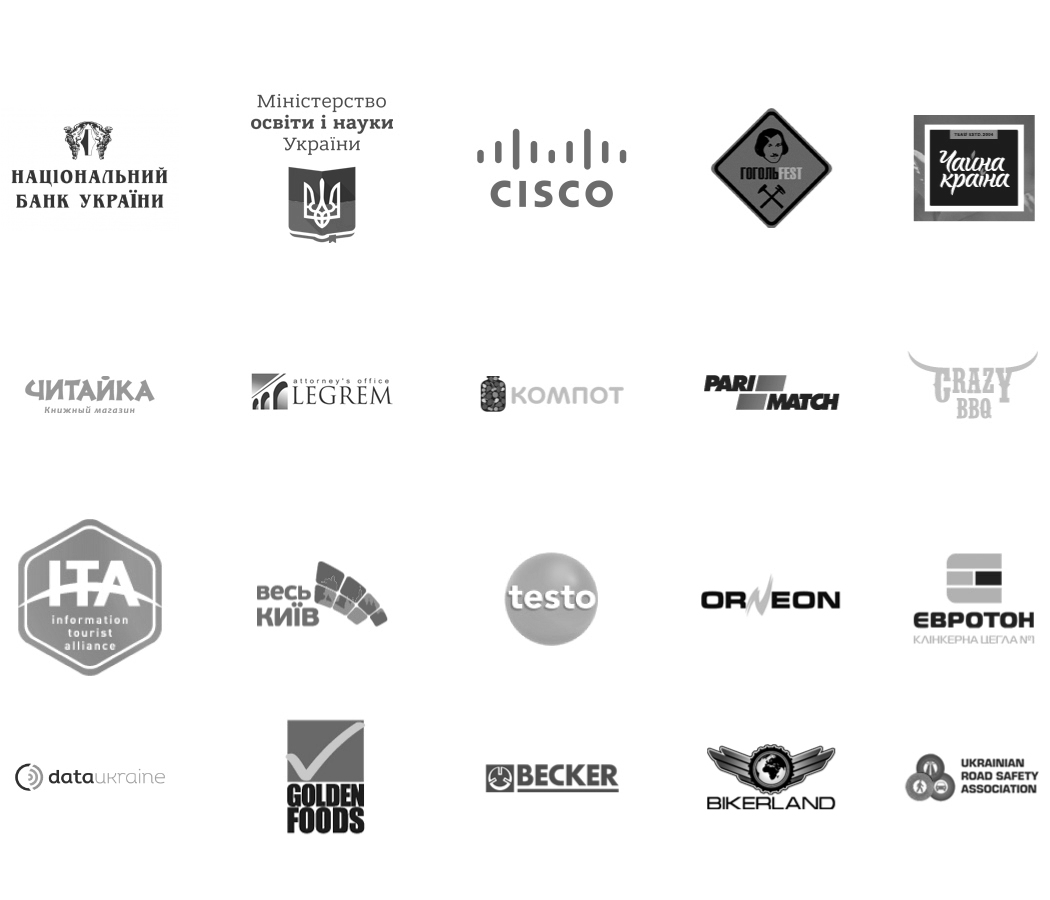 НАЦІОНАЛЬНИЙ
БАНК УКРАЇНИ
Міністерство
освіти і науки
України
CISCO
ГОГОЛЬFEST
Чайна
країна
ЧИТАЙКА
Книжный магазин
attorney's office
LEGREM
КОМПОТ
PARI
MATCH
CRAZY
BBQ
ITA
information
tourist
alliance
весь
КИЇВ
testo
ORNEON
ЄВРОТОН
КЛІНКЕРНА ЦЕГЛА №1
dataukraine
GOLDEN
FOODS
BECKER
BIKERLAND
UKRAINIAN
ROAD SAFETY
ASSOCIATION